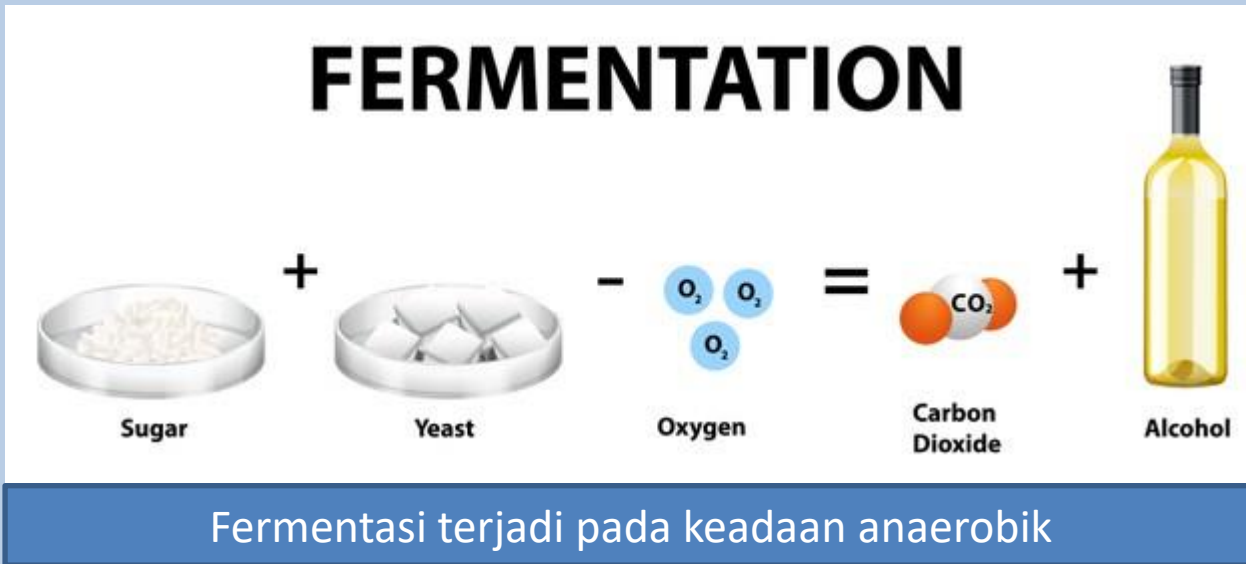 FERMENTATION
+ + – = +
O₂ O₂
O₂
CO₂
Sugar
Yeast
Oxygen
Carbon
Dioxide
Alcohol
Fermentasi terjadi pada keadaan anaerobik